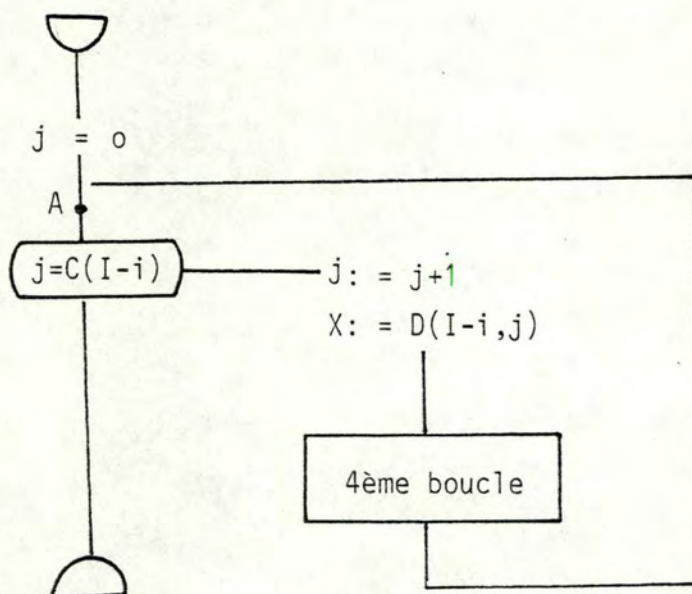 j = o
A
j=C(I-i)
j: = j+1
X: = D(I-i,j)
4ème boucle